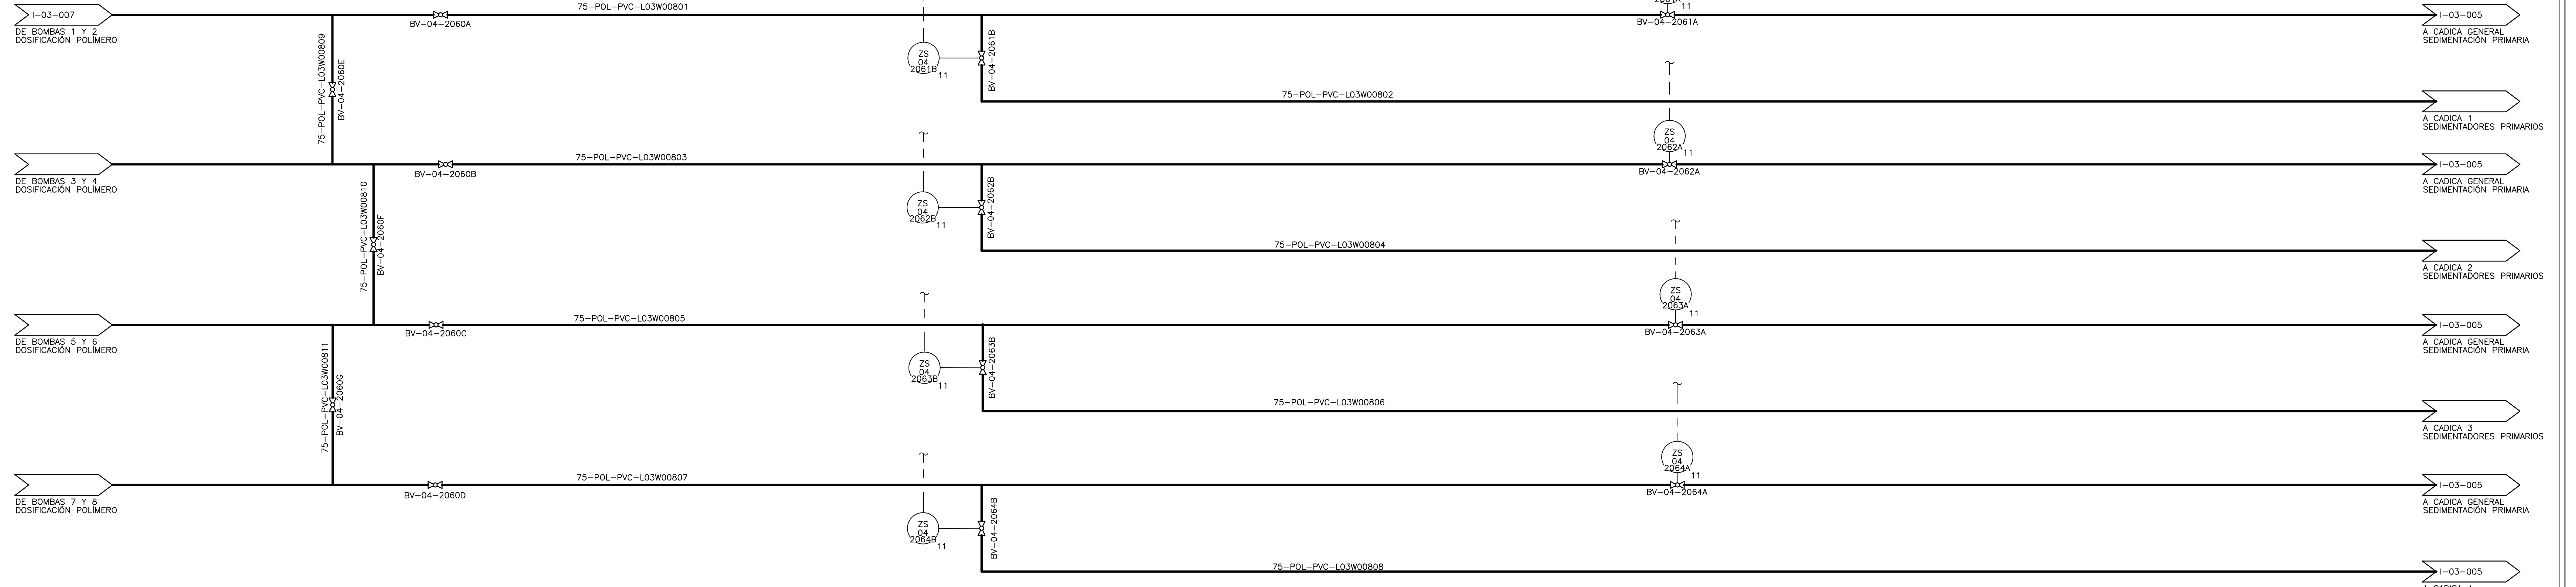 I-03-007
DE BOMBAS 1 Y 2
DOSIFICACIÓN POLÍMERO
75-POL-PVC-L03W00801
BV-04-2060A
75-POL-PVC-L03W00809
BV-04-2060E
ZS
04
2061B
11
BV-04-2061B
11
BV-04-2061A
I-03-005
A CADICA GENERAL
SEDIMENTACIÓN PRIMARIA
75-POL-PVC-L03W00802
A CADICA 1
SEDIMENTADORES PRIMARIOS
DE BOMBAS 3 Y 4
DOSIFICACIÓN POLÍMERO
75-POL-PVC-L03W00803
BV-04-2060B
75-POL-PVC-L03W00810
BV-04-2060F
ZS
04
2062B
11
BV-04-2062B
ZS
04
2062A
11
BV-04-2062A
I-03-005
A CADICA GENERAL
SEDIMENTACIÓN PRIMARIA
75-POL-PVC-L03W00804
A CADICA 2
SEDIMENTADORES PRIMARIOS
DE BOMBAS 5 Y 6
DOSIFICACIÓN POLÍMERO
75-POL-PVC-L03W00805
BV-04-2060C
75-POL-PVC-L03W00811
BV-04-2060G
ZS
04
2063B
11
BV-04-2063B
ZS
04
2063A
11
BV-04-2063A
I-03-005
A CADICA GENERAL
SEDIMENTACIÓN PRIMARIA
75-POL-PVC-L03W00806
A CADICA 3
SEDIMENTADORES PRIMARIOS
DE BOMBAS 7 Y 8
DOSIFICACIÓN POLÍMERO
75-POL-PVC-L03W00807
BV-04-2060D
ZS
04
2064B
11
BV-04-2064B
ZS
04
2064A
11
BV-04-2064A
I-03-005
A CADICA GENERAL
SEDIMENTACIÓN PRIMARIA
75-POL-PVC-L03W00808
I-03-005